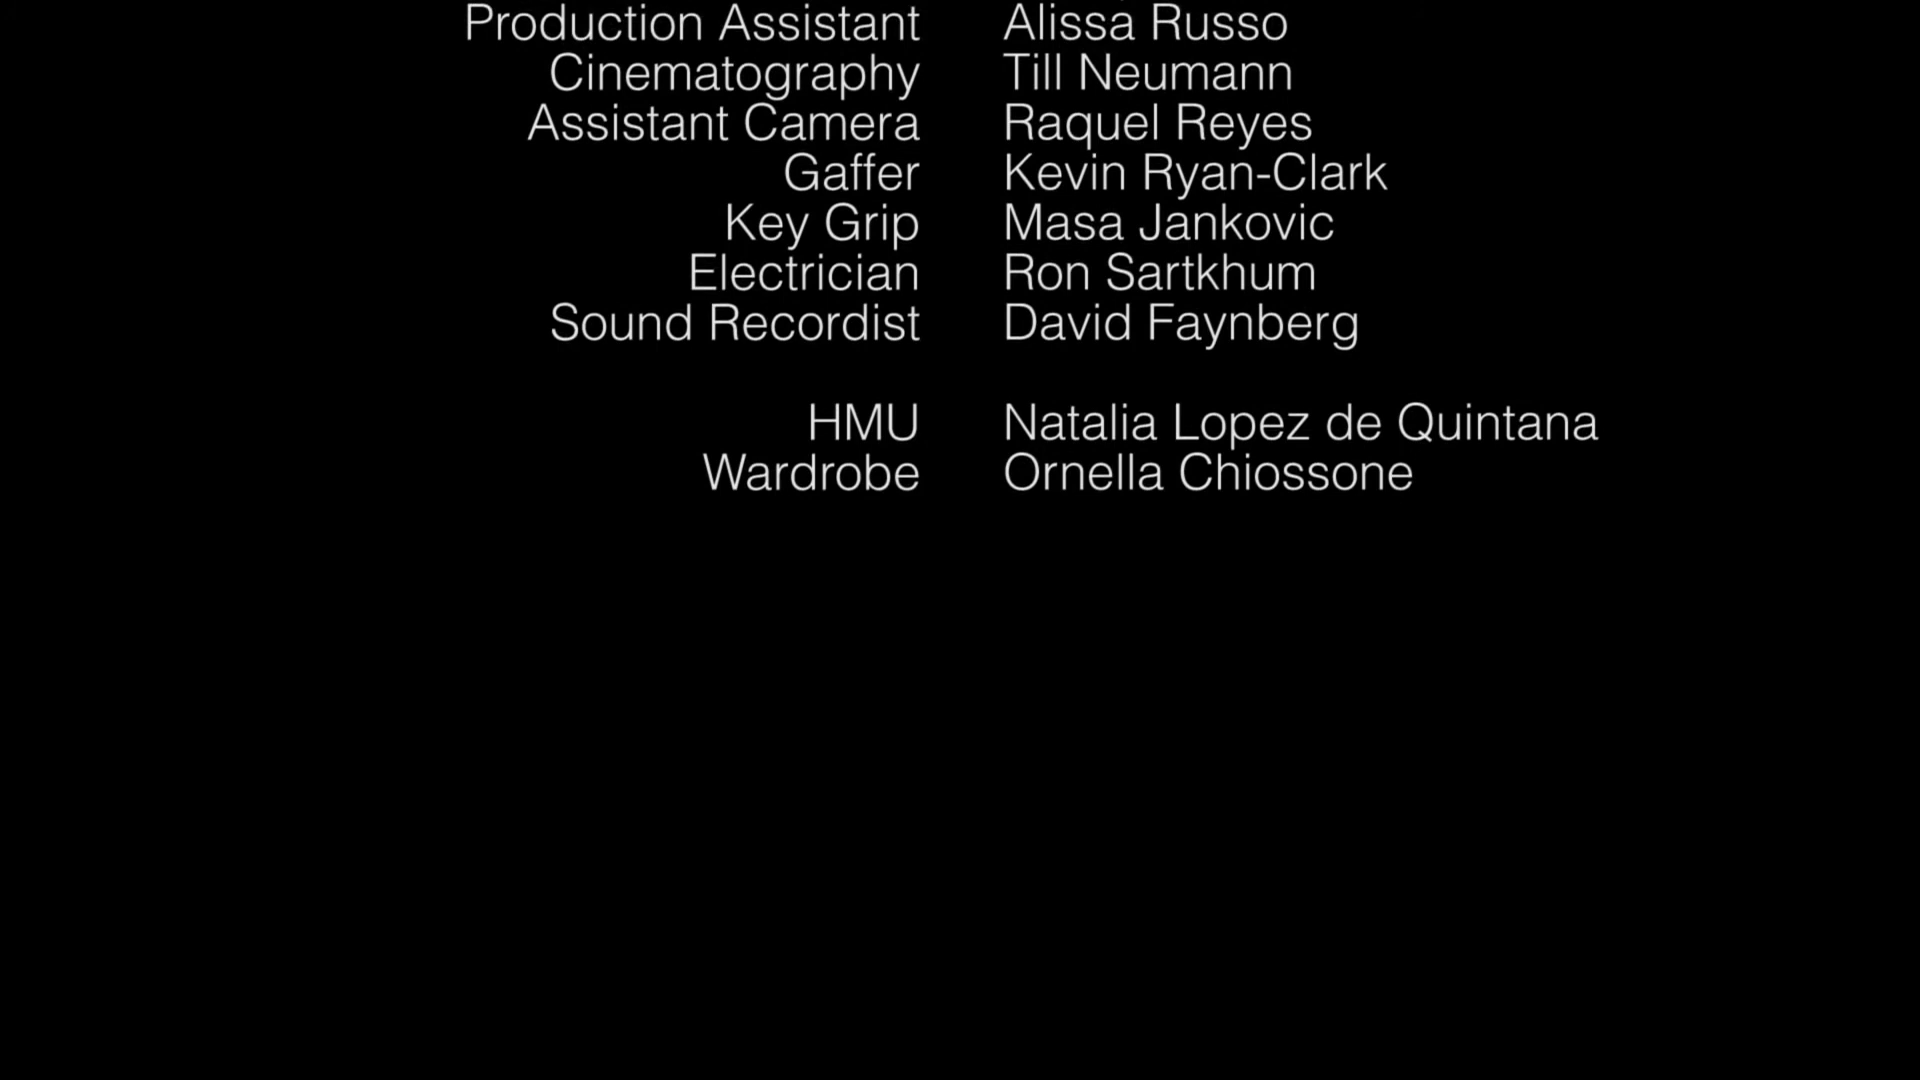 Production Assistant Alissa Russo
Cinematography Till Neumann
Assistant Camera Raquel Reyes
Gaffer Kevin Ryan-Clark
Key Grip Masa Jankovic
Electrician Ron Sartkhum
Sound Recordist David Faynberg
HMU Natalia Lopez de Quintana
Wardrobe Ornella Chiossone